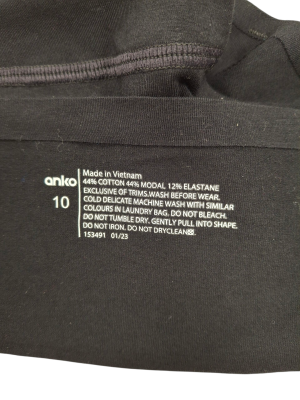 anko
10
Made in Vietnam
44% COTTON 44% MODAL 12% ELASTANE
EXCLUSIVE OF TRIMS.WASH BEFORE WEAR.
COLD DELICATE MACHINE WASH WITH SIMILAR
COLOURS IN LAUNDRY BAG. DO NOT BLEACH.
DO NOT TUMBLE DRY. GENTLY PULL INTO SHAPE.
DO NOT IRON. DO NOT DRYCLEAN
153491 01/23